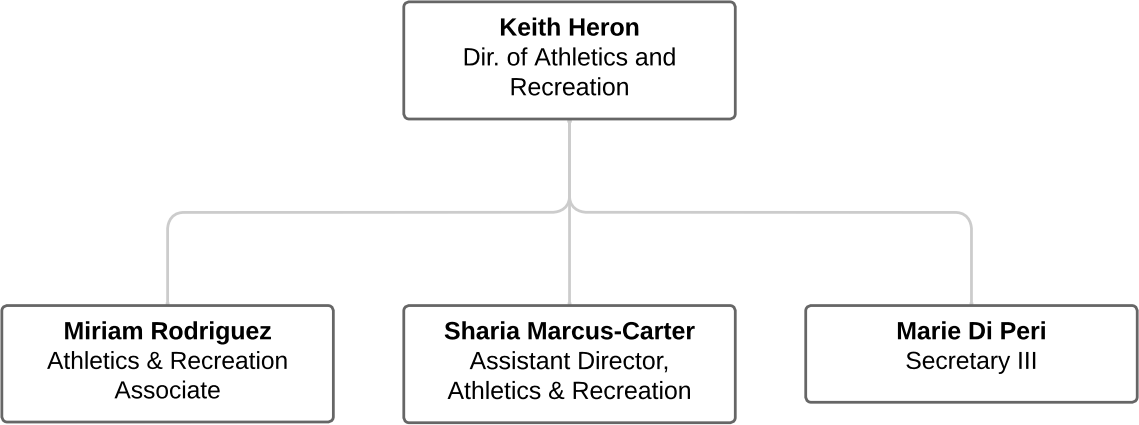 Keith Heron
Dir. of Athletics and
Recreation
Miriam Rodriguez
Athletics & Recreation
Associate
Sharia Marcus-Carter
Assistant Director,
Athletics & Recreation
Marie Di Peri
Secretary III